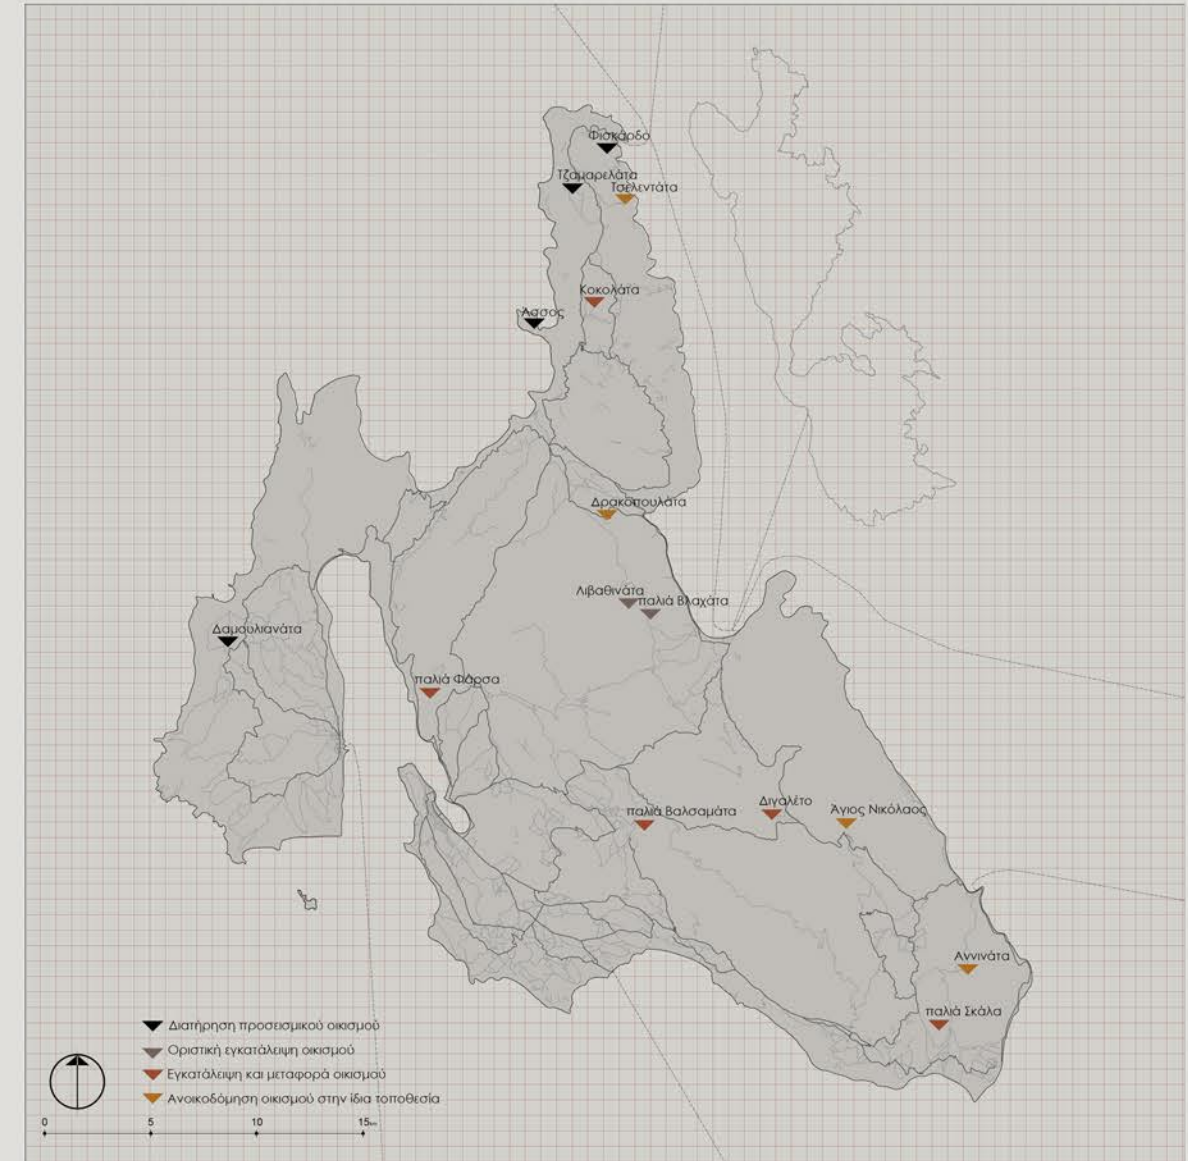 Φισκάρδο
Τζαμαρελάτα
Τσελεντάτα
Κοκολάτα
Άσσος
Δρακοπουλάτα
Λιβαθινάτα
παλιά Βλαχάτα
Δαμουλιανάτα
παλιά Φάρσα
Διγαλέτο
παλιά Βαλσαμάτα
Άγιος Νικόλαος
Αννινάτα
παλιά Σκάλα
Διατήρηση προσεισμικού οικισμού
Οριστική εγκατάλειψη οικισμού
Εγκατάλειψη και μεταφορά οικισμού
Ανοικοδόμηση οικισμού στην ίδια τοποθεσία
0 5 10 15km